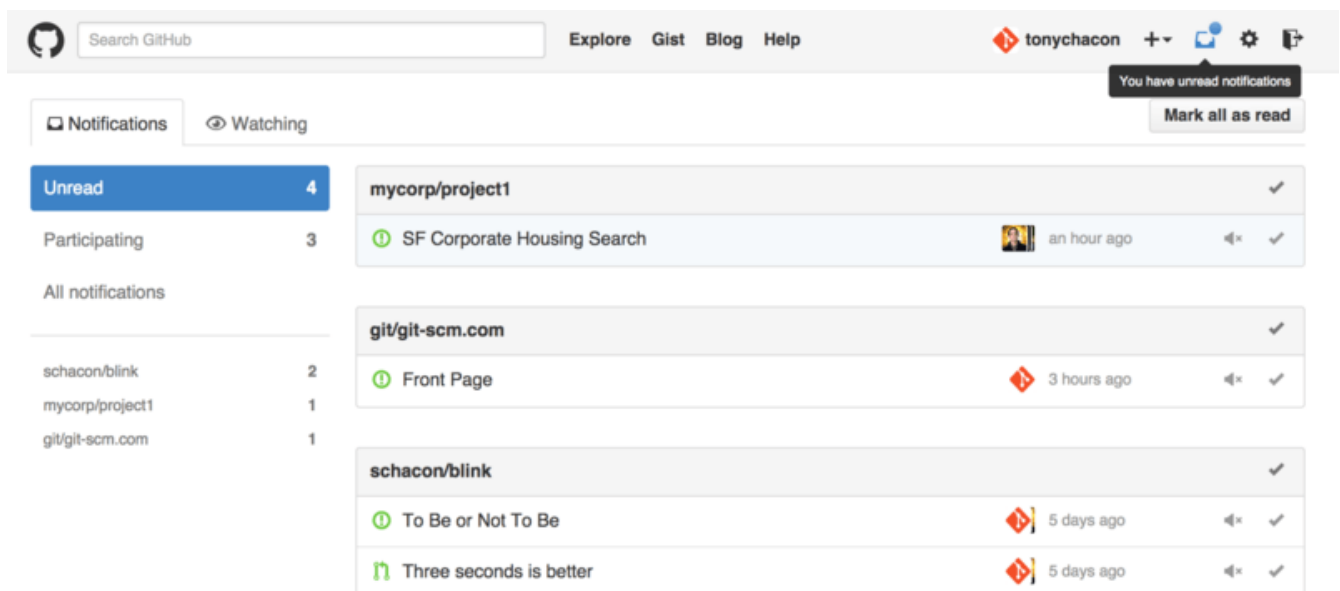 Search GitHub Explore Gist Blog Help tonychacon
You have unread notifications
Notifications Watching Mark all as read
Unread 4
Participating 3
All notifications
schacon/blink 2
mycorp/project1 1
git/git-scm.com 1
mycorp/project1
SF Corporate Housing Search an hour ago
git/git-scm.com
Front Page 3 hours ago
schacon/blink
To Be or Not To Be 5 days ago
Three seconds is better 5 days ago